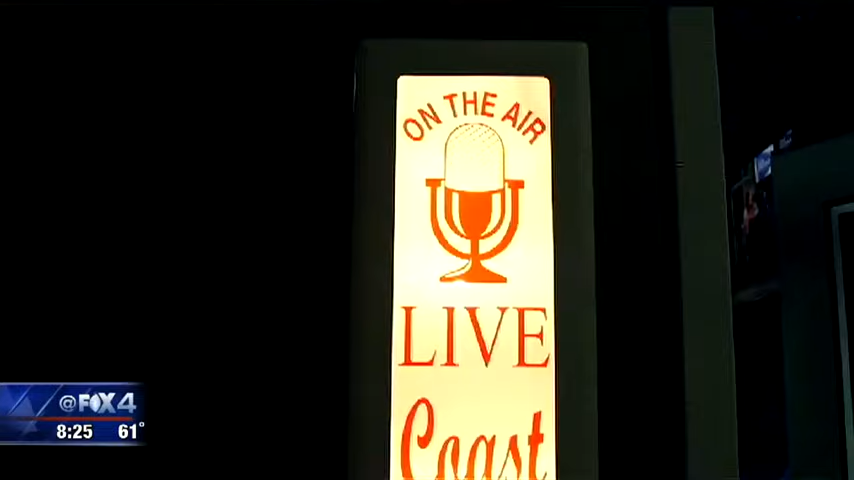 ON THE AIR
LIVE
Coast
@FOX4
8:25 61°